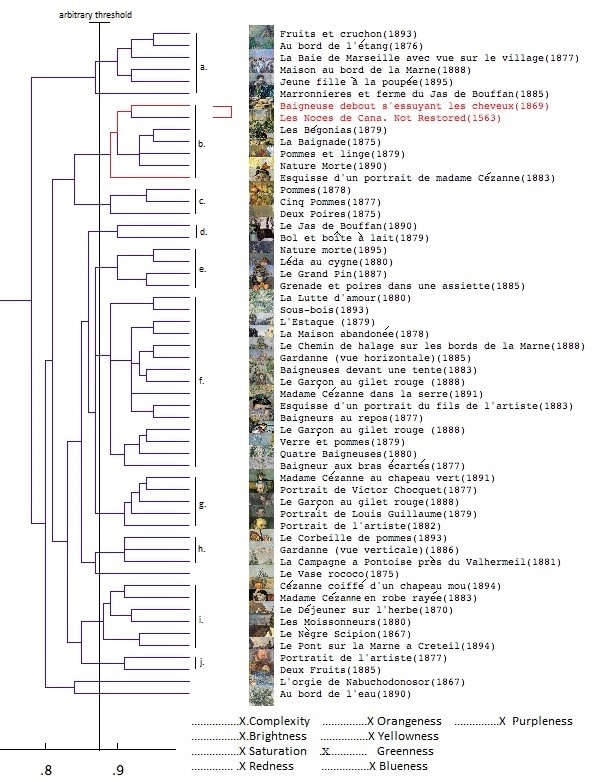 arbitrary threshold
Fruits et cruchon(1893)
Au bord de l'étang(1876)
La Baie de Marseille avec vue sur le village(1877)
a.
Maison au bord de la Marne(1888)
Jeune fille à la poupée(1895)
Marronniers et ferme du Jas de Bouffan(1885)
Baigneuse debout s'essuyant les cheveux(1869)
Les Noces de Cana. Not Restored(1563)
Les Bégonias(1879)
b.
La Baignade(1875)
Pommes et linge(1879)
Nature Morte(1890)
Esquisse d'un portrait de madame Cézanne(1883)
Pommes(1878)
c.
Cinq Pommes(1877)
Deux Poires(1875)
Le Jas de Bouffan(1890)
d.
Bol et boîte à lait(1879)
Nature morte(1895)
Léda au cygne(1880)
e.
Le Grand Pin(1887)
Grenade et poires dans une assiette(1885)
La Lutte d'amour(1880)
Sous-bois(1893)
L'Estaque (1879)
La Maison abandonée(1878)
Le Chemin de halage sur les bords de la Marne(1888)
Gardanne (vue horizontale)(1885)
Baigneuses devant une tente(1883)
f.
Le Garçon au gilet rouge (1888)
Madame Cézanne dans la serre(1891)
Esquisse d'un portrait du fils de l'artiste(1883)
Baigneurs au repos(1877)
Le Garçon au gilet rouge (1888)
Verre et pommes(1879)
Quatre Baigneuses(1880)
Baigneur aux bras écartés(1877)
Madame Cézanne au chapeau vert(1891)
Portrait de Victor Chocquet(1877)
g.
Le Garçon au gilet rouge(1888)
Portrait de Louis Guillaume(1879)
Portrait de l'artiste(1882)
Le Corbeille de pommes(1893)
h.
Gardanne (vue verticale)(1886)
La Campagne a Pontoise près du Valhermeil(1881)
Le Vase rococo(1875)
Cézanne coiffé d'un chapeau mou(1894)
Madame Cézanne en robe rayée(1883)
Le Déjeuner sur l'herbe(1870)
i.
Les Moissonneurs(1880)
Le Nègre Scipion(1867)
Le Pont sur la Marne a Creteil(1894)
Portratit de l'artiste(1877)
j.
Deux Fruits(1885)
L'orgie de Nabuchodonosor(1867)
Au bord de l'eau(1890)
...............X.Complexity ..............X Orangeness ..............X Purpleness
...............X.Brightness ...............X Yellowness
...............X Saturation .X............. Greenness
.............. .X Redness ...............X Blueness
.8 .9